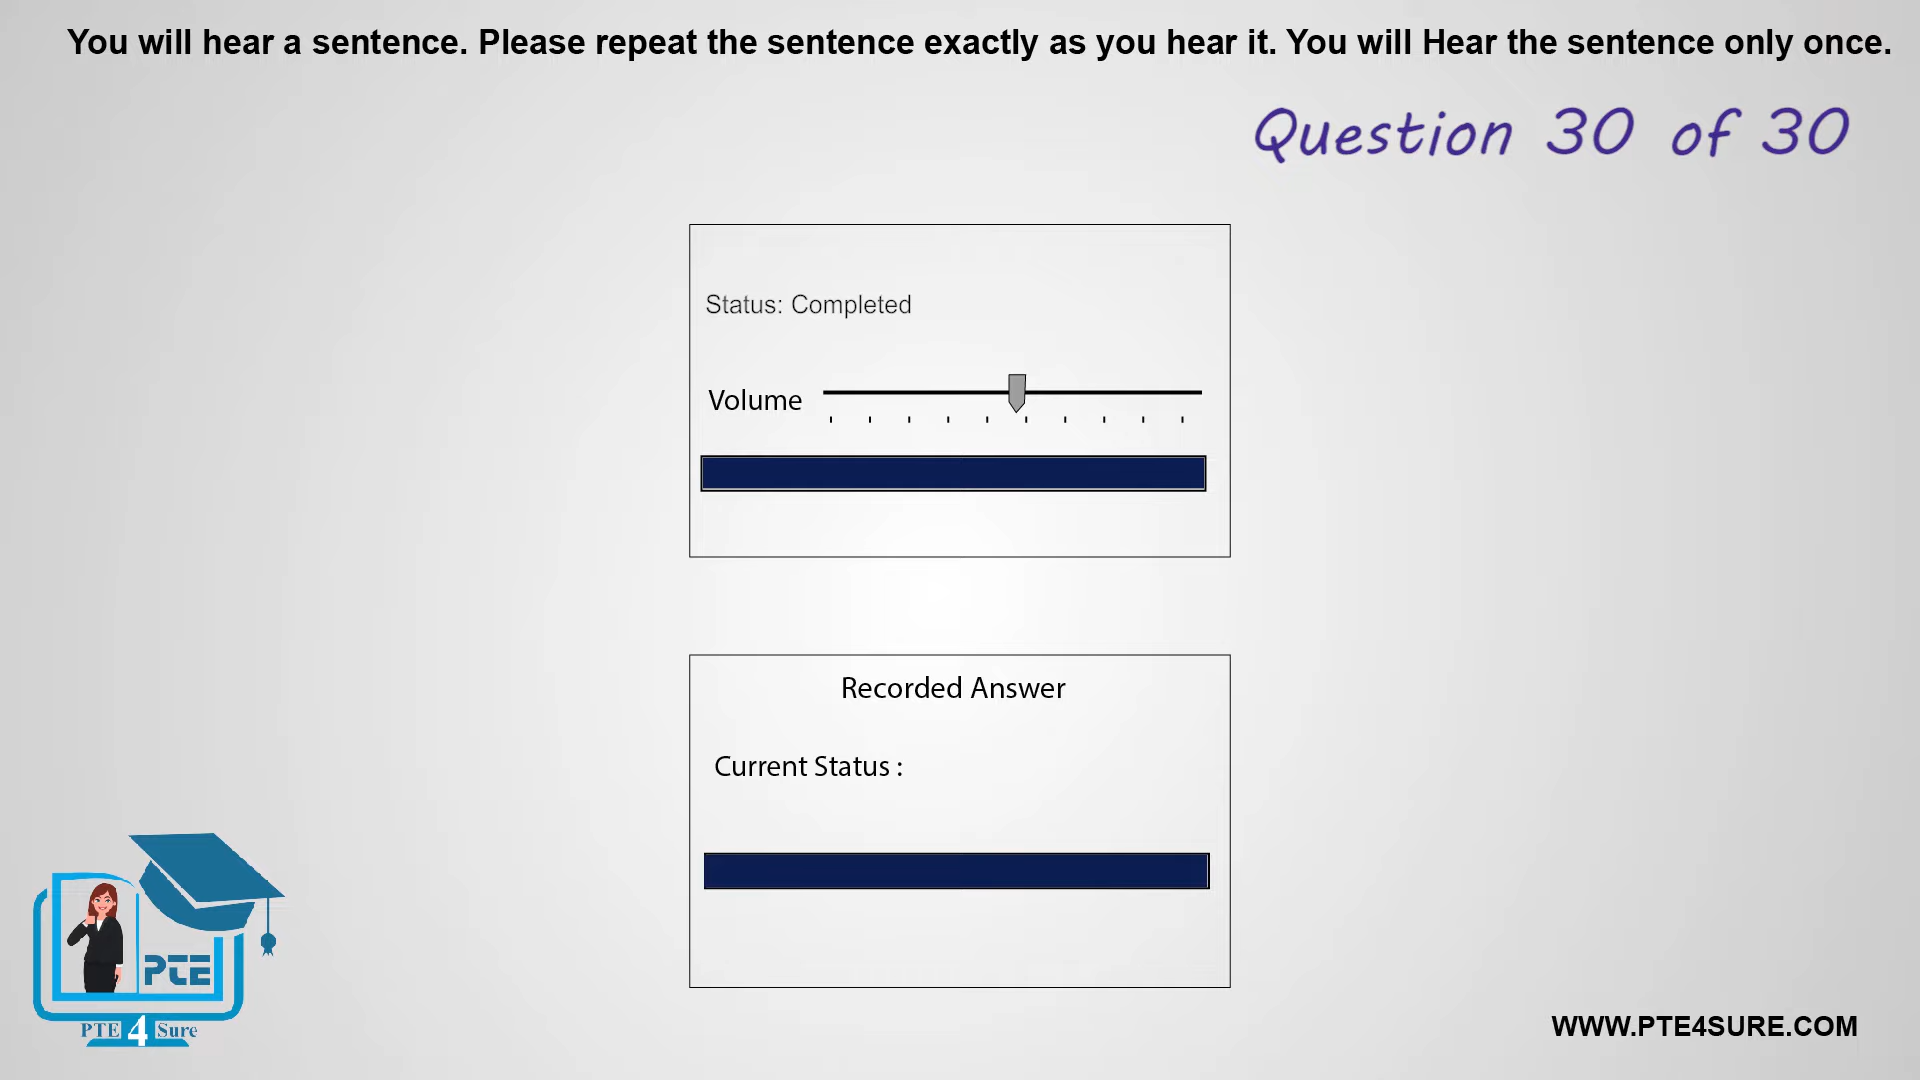 You will hear a sentence. Please repeat the sentence exactly as you hear it. You will Hear the sentence only once.
Question 30 of 30
Status: Completed
Volume
Recorded Answer
Current Status :
PTE
PTE 4 Sure
WWW.PTE4SURE.COM